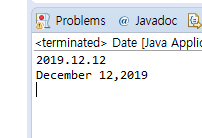 Problems @ Javadoc
<terminated> Date [Java Applic
2019.12.12
December 12,2019